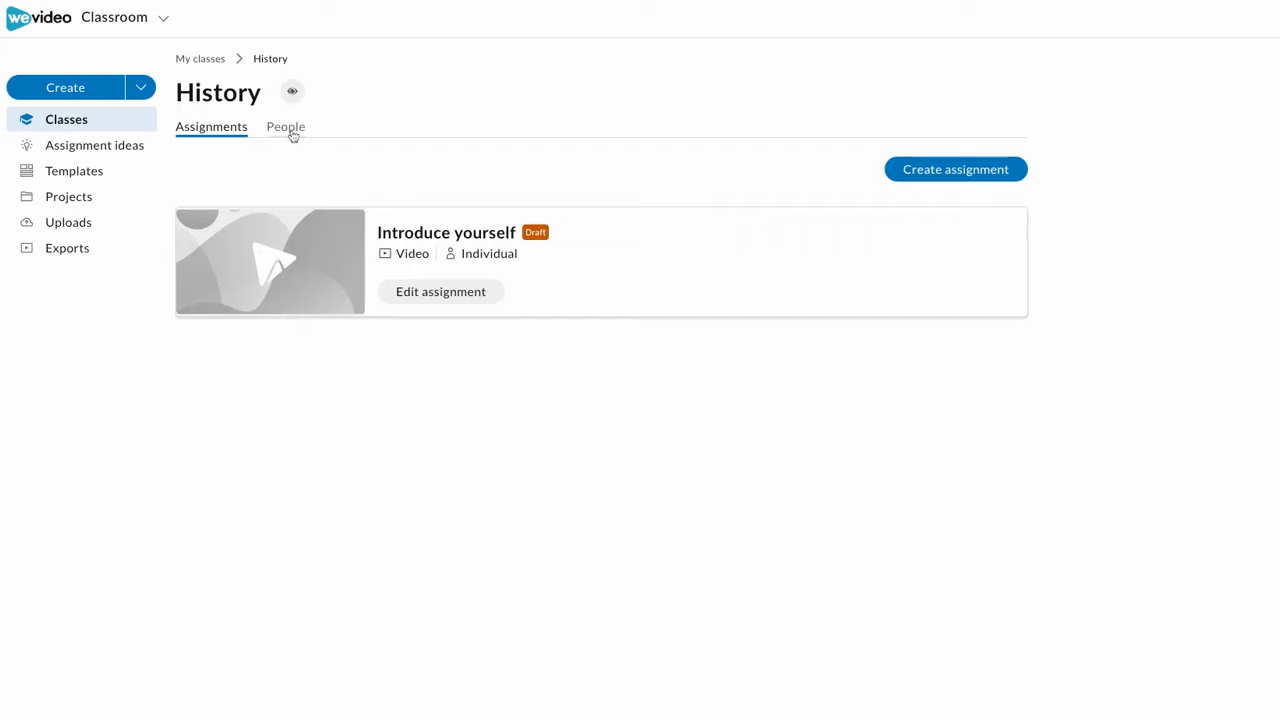 wevideo Classroom
My classes > History
Create
History
Classes
Assignments People
Assignment ideas
Templates
Create assignment
Projects
Uploads
Exports
Introduce yourself Draft
Video Individual
Edit assignment